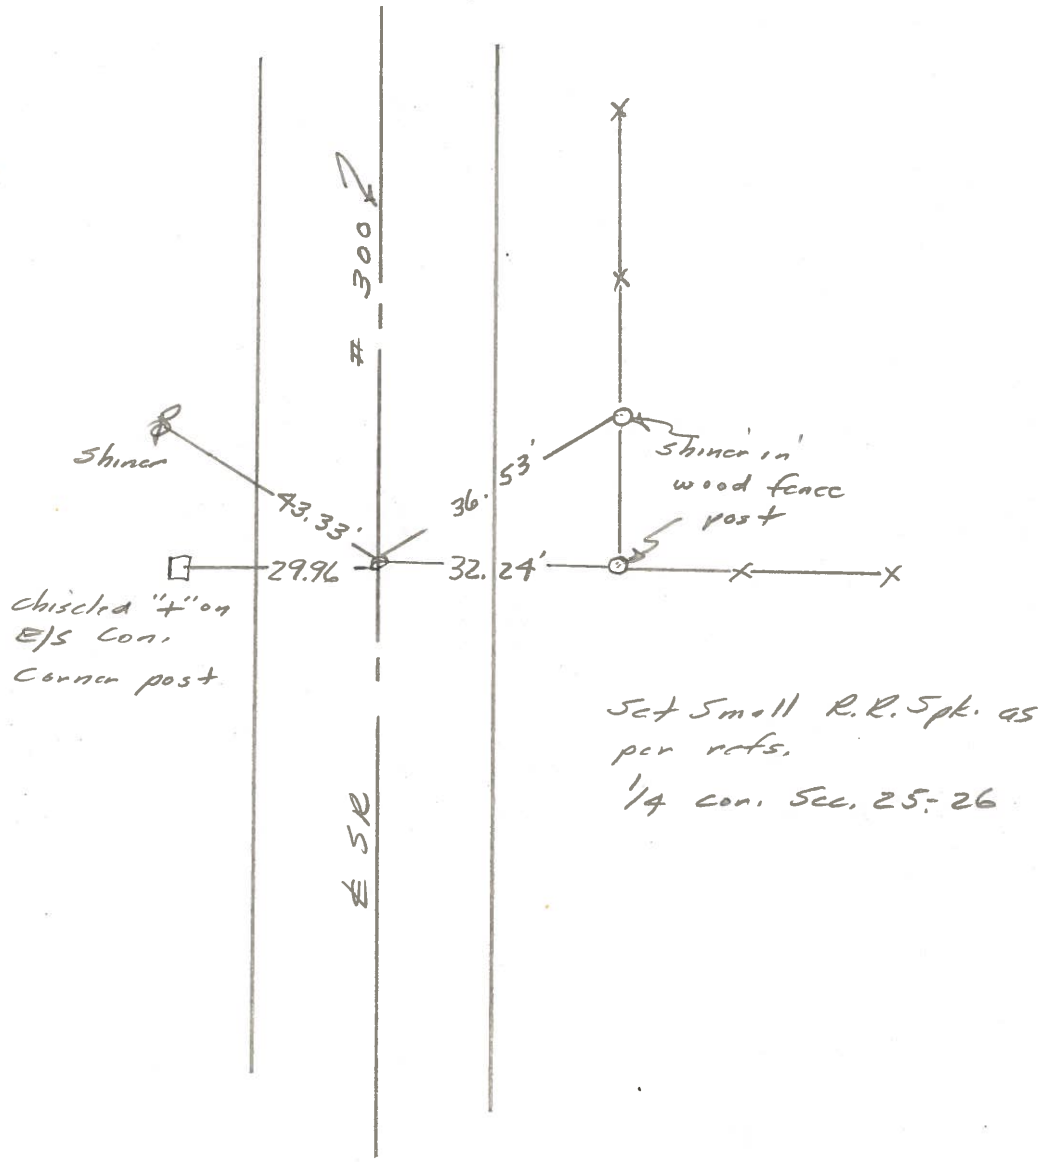 # 300
shiner
43.33'
36.53'
shiner in
wood fence
post
29.96
32.24'
chiseled "+" on
E/S Con.
Corner post
Set Small R.R. Spk. as
per refs.
1/4 cor. Sec. 25-26
℄ SR